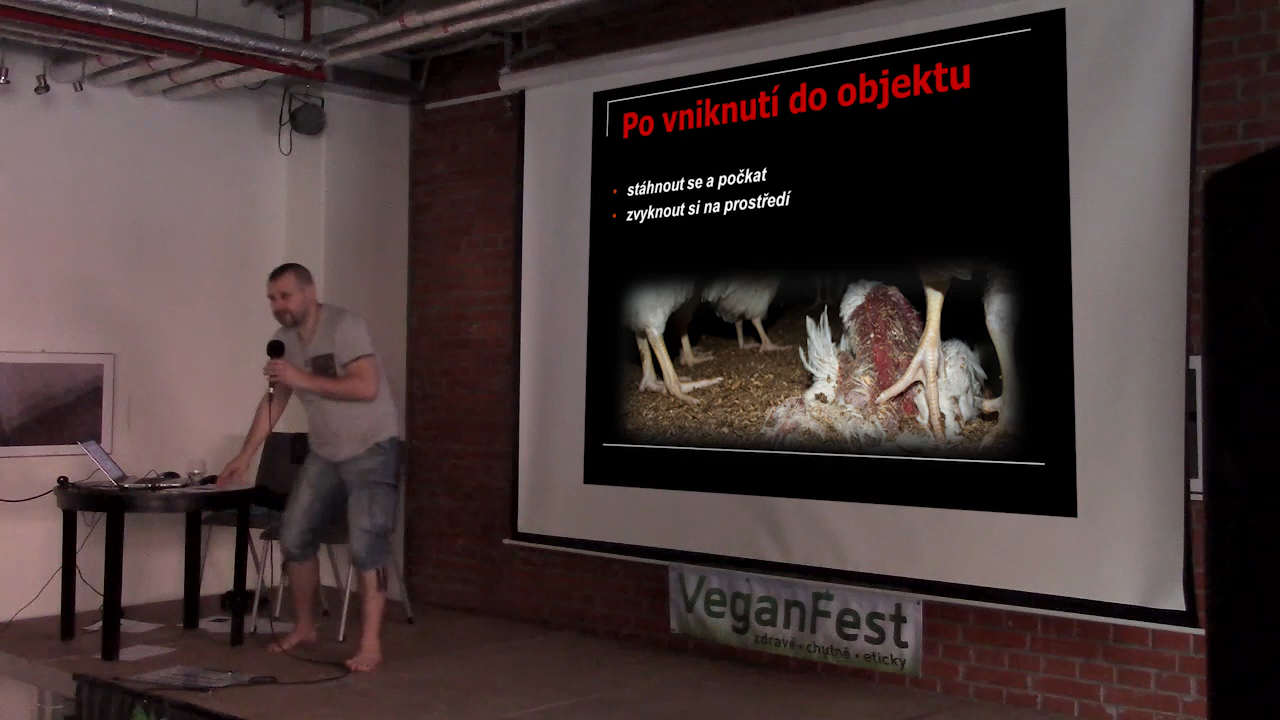 Po vniknutí do objektu
stáhnout se a počkat
zvyknout si na prostředí
VeganFest
zdravě • chutně • eticky